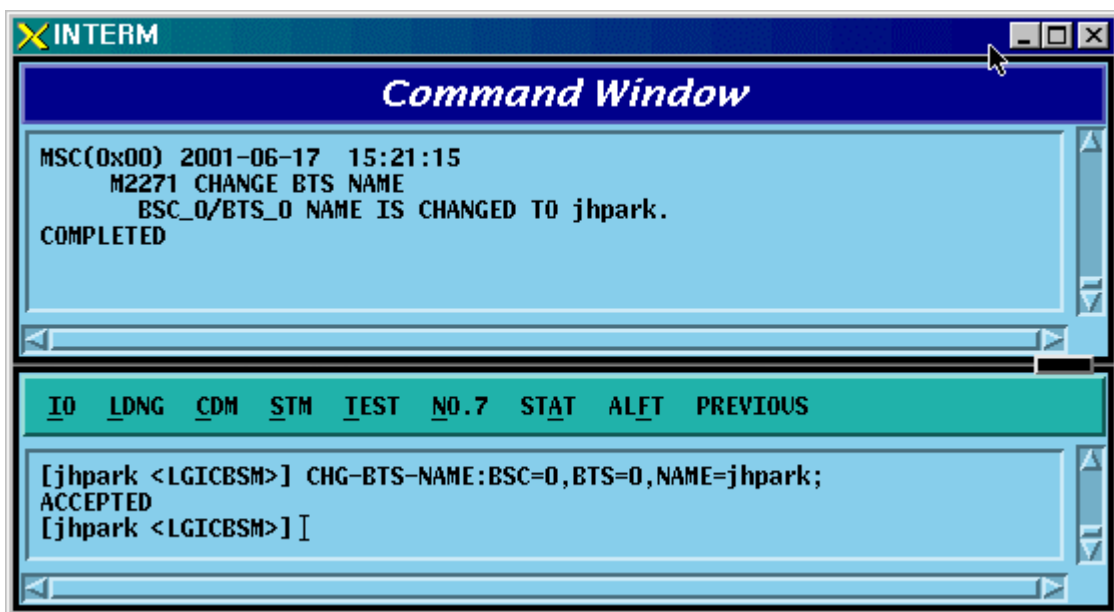 INTERM
Command Window
MSC(0x00) 2001-06-17 15:21:15
M2271 CHANGE BTS NAME
BSC_0/BTS_0 NAME IS CHANGED TO jhpark.
COMPLETED
IO LDNG CDM STM TEST NO.7 STAT ALFT PREVIOUS
[jhpark <LGICBSM>] CHG-BTS-NAME:BSC=0,BTS=0,NAME=jhpark;
ACCEPTED
[jhpark <LGICBSM>]